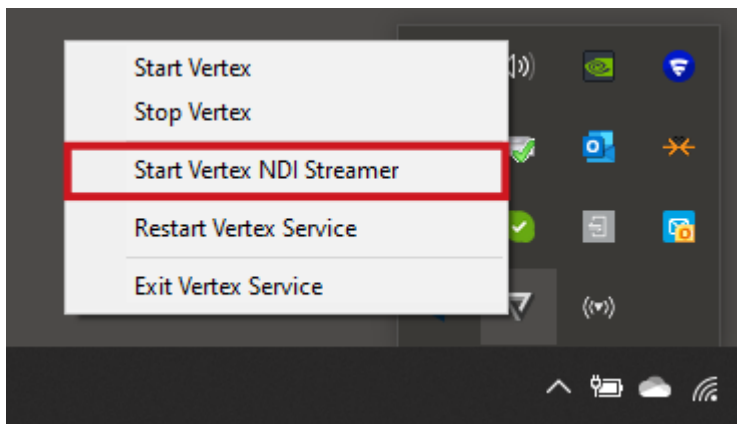 Start Vertex
Stop Vertex
Start Vertex NDI Streamer
Restart Vertex Service
Exit Vertex Service